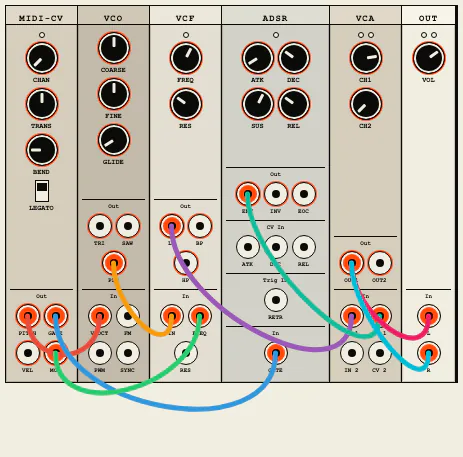 MIDI-CV VCO VCF ADSR VCA OUT
CHAN COARSE FREQ ATK DEC CH1 VOL
TRANS FINE RES SUS REL CH2
BEND GLIDE
LEGATO
Out
Out Out
TRI SAW BP INV EOC
CV In
ATK REL
Out
OUT2
Trig
RETR
Out In In In
FM
In
VEL PWM SYNC RES IN 2 CV 2 R